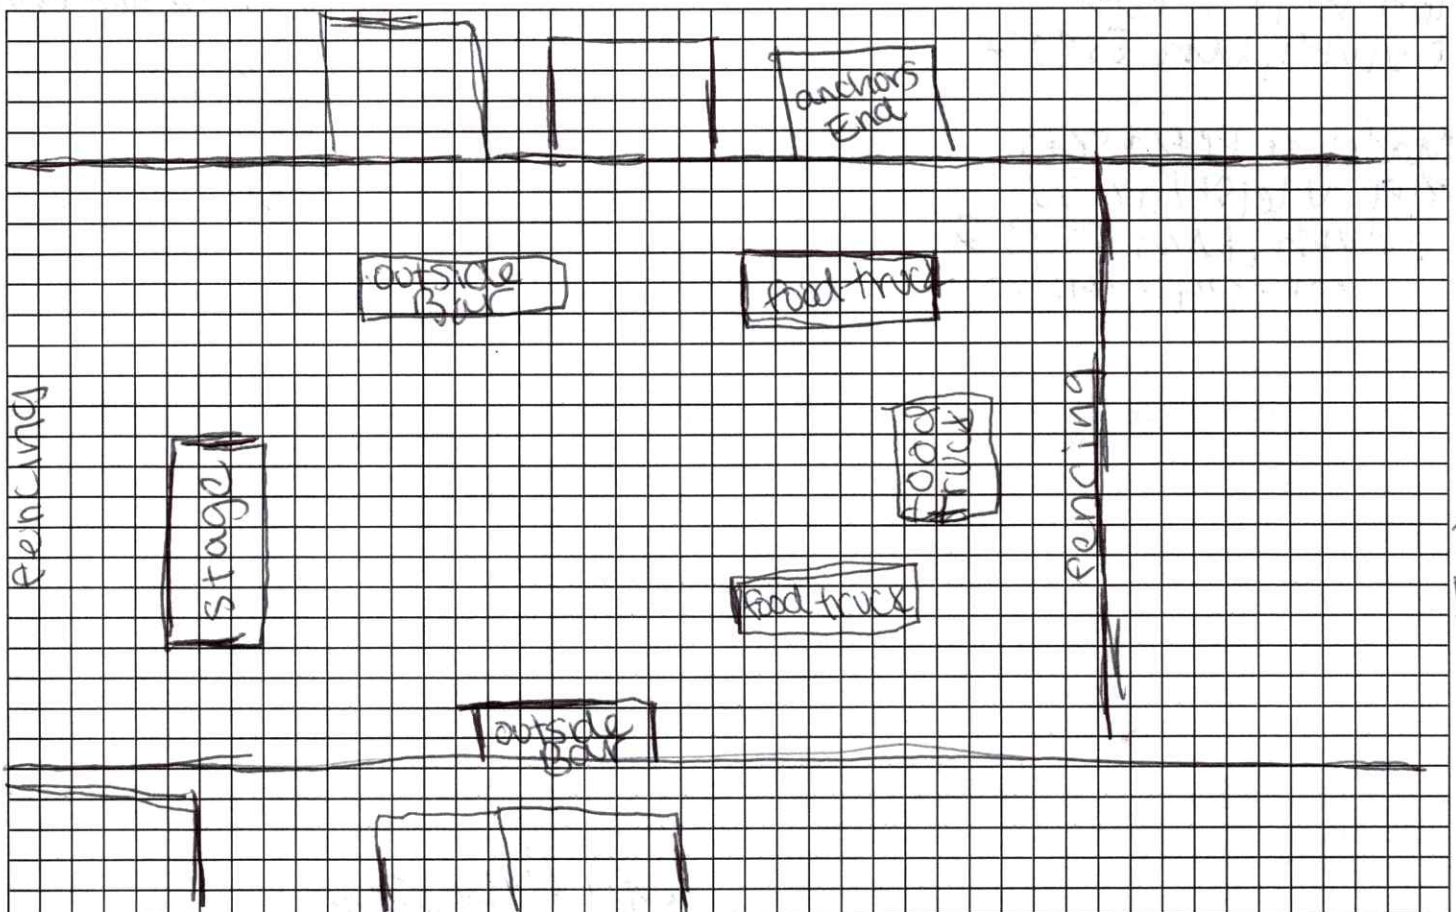 anchors
End
outside
Bar
food truck
fencing
food
truck
fencing
stage
food truck
outside
Bar